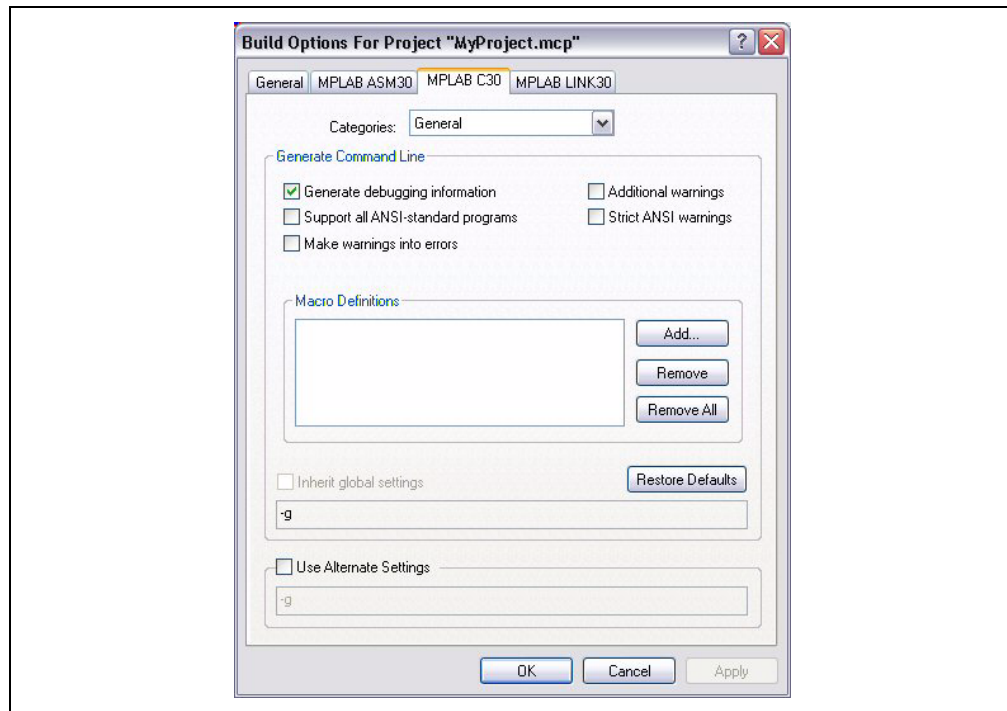 Build Options For Project "MyProject.mcp"
General MPLAB ASM30 MPLAB C30 MPLAB LINK30
Categories: General
Generate Command Line
Generate debugging information Additional warnings
Support all ANSI-standard programs Strict ANSI warnings
Make warnings into errors
Macro Definitions
Add...
Remove
Remove All
Inherit global settings Restore Defaults
-g
Use Alternate Settings
-g
OK Cancel Apply